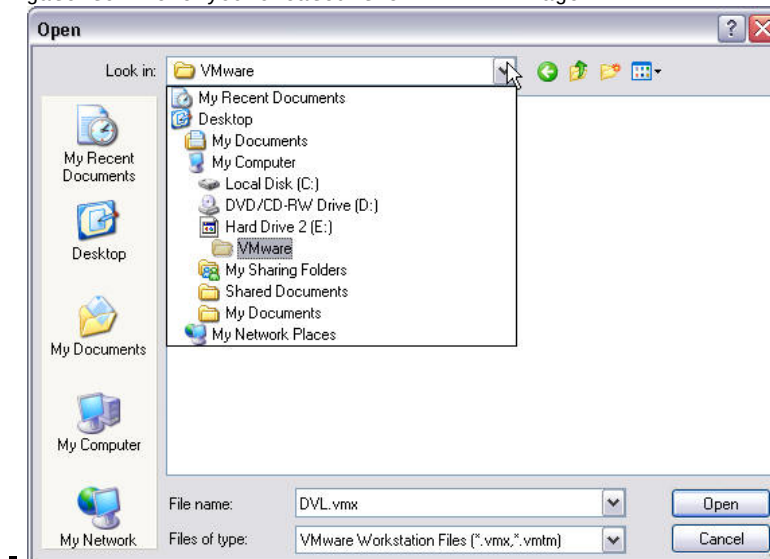 Open
Look in: VMware
My Recent Documents
Desktop
My Documents
My Computer
Local Disk (C:)
DVD/CD-RW Drive (D:)
Hard Drive 2 (E:)
VMware
My Sharing Folders
Shared Documents
My Documents
My Network Places
My Recent
Documents
Desktop
My Documents
My Computer
My Network
File name: DVL.vmx Open
Files of type: VMware Workstation Files (*.vmx,*.vmtm) Cancel